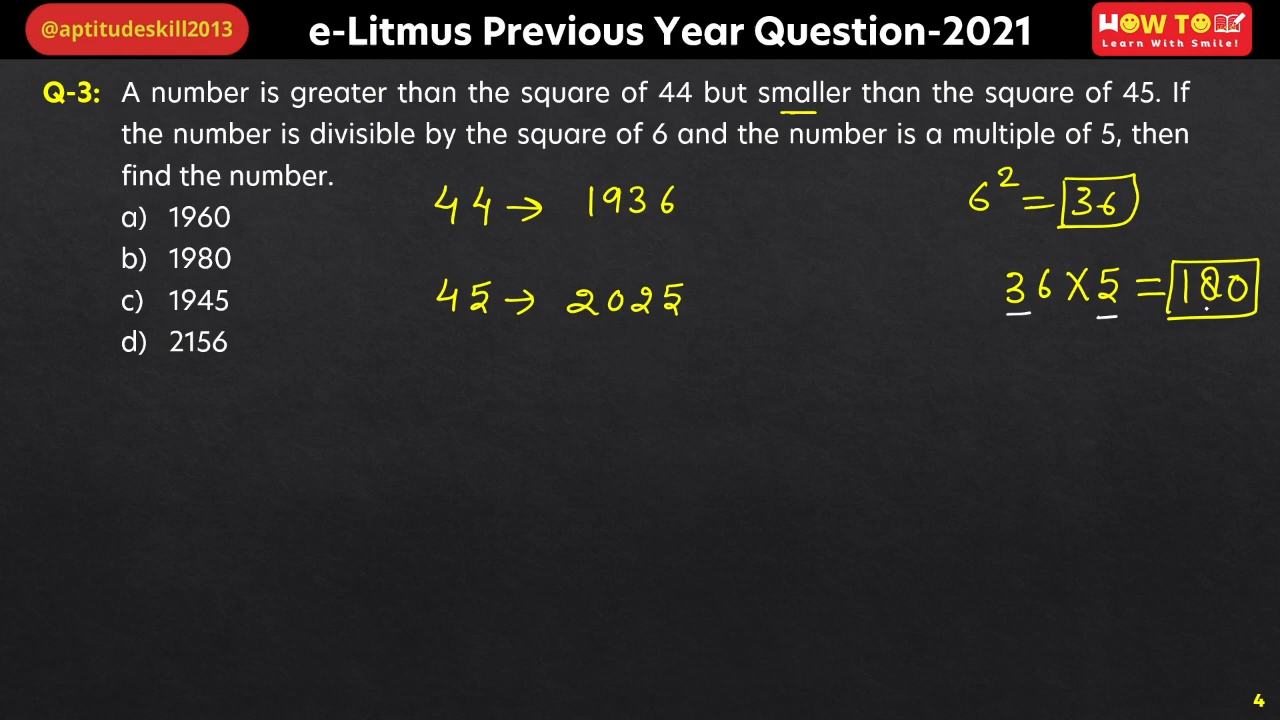 @aptitudeskill2013
e-Litmus Previous Year Question-2021
HOW TO
Learn With Smile!
Q-3: A number is greater than the square of 44 but smaller than the square of 45. If
the number is divisible by the square of 6 and the number is a multiple of 5, then
find the number.
a) 1960
b) 1980
c) 1945
d) 2156
44 → 1936
45 → 2025
6² = 36
36 X 5 = 180
4